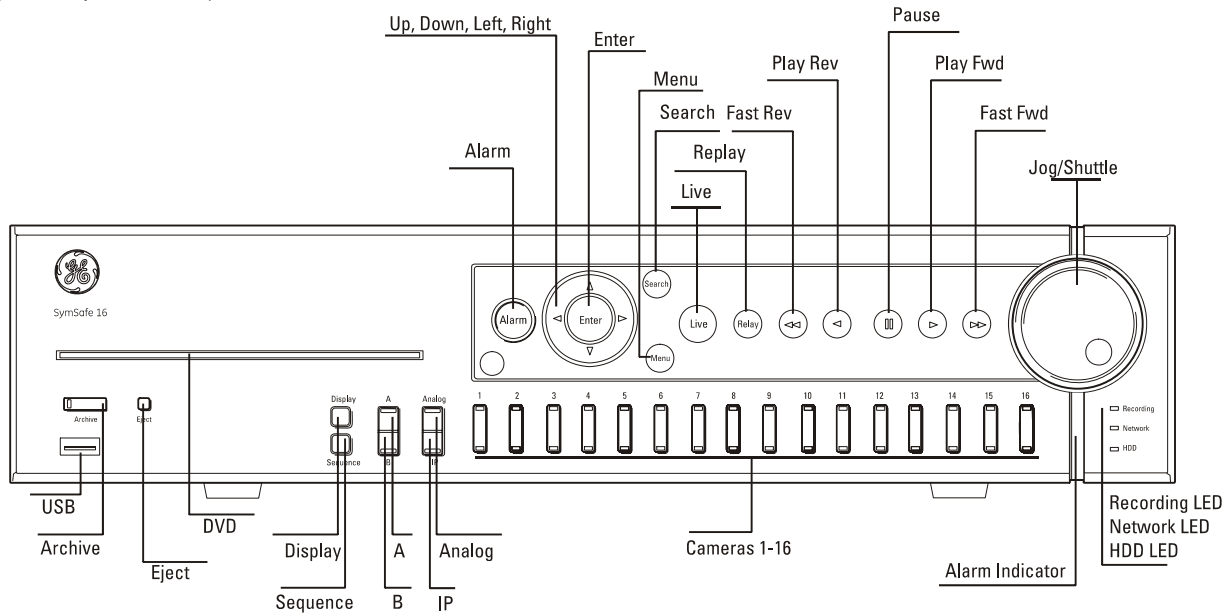 Pause
Up, Down, Left, Right
Enter
Play Rev
Play Fwd
Menu
Search
Fast Rev
Fast Fwd
Alarm
Replay
Jog/Shuttle
Live
GE
SymSafe 16
Search
Alarm
Enter
Live
Relay
Menu
Archive
Eject
Display
A
Analog
Sequence
B
IP
1 2 3 4 5 6 7 8 9 10 11 12 13 14 15 16
Recording
Network
HDD
USB
DVD
Archive
Eject
Display
A
Analog
Sequence
B
IP
Cameras 1-16
Alarm Indicator
Recording LED
Network LED
HDD LED